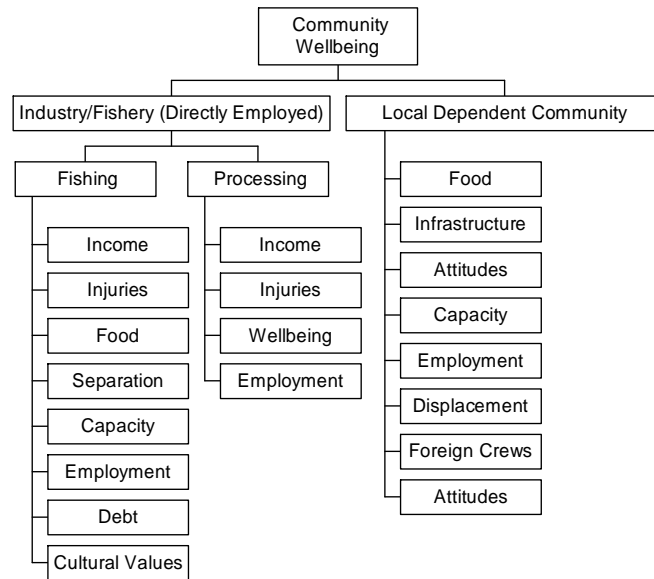 Community
Wellbeing
Industry/Fishery (Directly Employed)
Local Dependent Community
Fishing
Processing
Income
Injuries
Food
Separation
Capacity
Employment
Debt
Cultural Values
Income
Injuries
Wellbeing
Employment
Food
Infrastructure
Attitudes
Capacity
Employment
Displacement
Foreign Crews
Attitudes